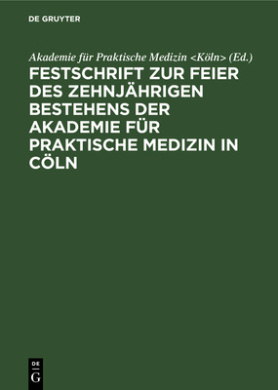 DE GRUYTER
Akademie für Praktische Medizin <Köln> (Ed.)
FESTSCHRIFT ZUR FEIER DES ZEHNJÄHRIGEN
BESTEHENS DER
AKADEMIE FÜR
PRAKTISCHE MEDIZIN IN
CÖLN
DE
G